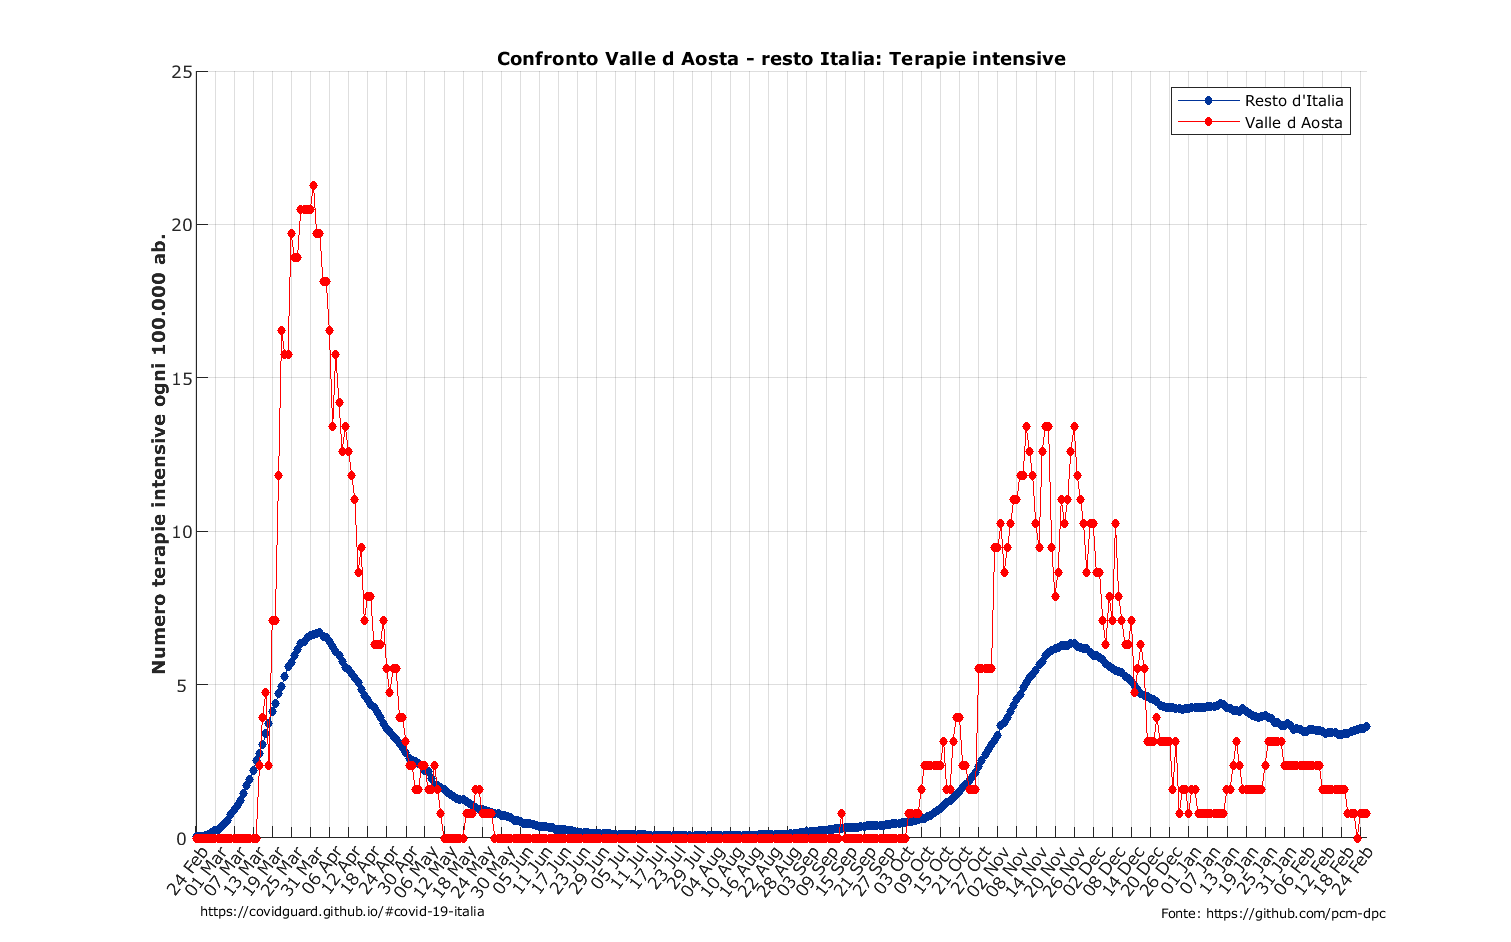 Confronto Valle d Aosta - resto Italia: Terapie intensive
Resto d'Italia
Valle d Aosta
Numero terapie intensive ogni 100.000 ab.
25
20
15
10
5
0
24 Feb
01 Mar
07 Mar
13 Mar
19 Mar
25 Mar
31 Mar
06 Apr
12 Apr
18 Apr
24 Apr
30 Apr
06 May
12 May
18 May
24 May
30 May
05 Jun
11 Jun
17 Jun
23 Jun
29 Jun
05 Jul
11 Jul
17 Jul
23 Jul
29 Jul
04 Aug
10 Aug
16 Aug
22 Aug
28 Aug
03 Sep
09 Sep
15 Sep
21 Sep
27 Sep
03 Oct
09 Oct
15 Oct
21 Oct
27 Oct
02 Nov
08 Nov
14 Nov
20 Nov
26 Nov
02 Dec
08 Dec
14 Dec
20 Dec
26 Dec
01 Jan
07 Jan
13 Jan
19 Jan
25 Jan
31 Jan
06 Feb
12 Feb
18 Feb
24 Feb
https://covidguard.github.io/#covid-19-italia
Fonte: https://github.com/pcm-dpc